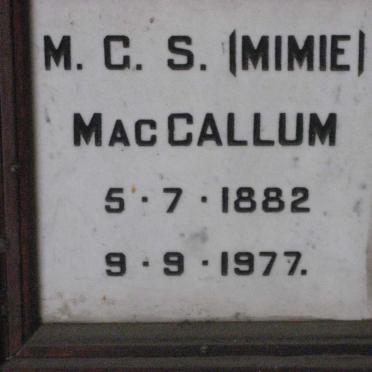 M. C. S. (MIMIE)
MacCALLUM
5·7·1882
9·9·1977.